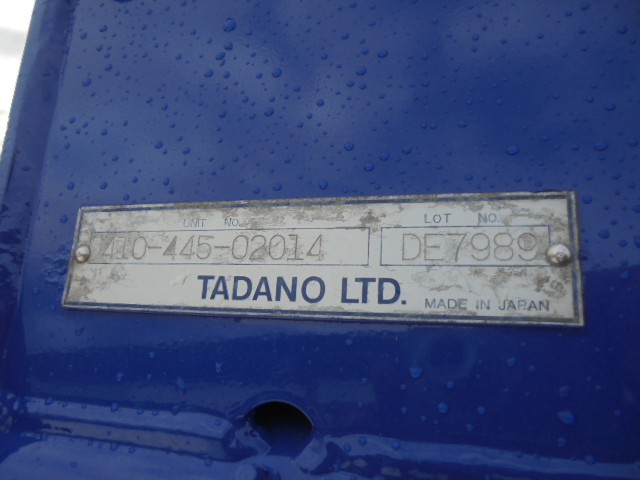 UNIT NO. LOT NO.
410-445-02014 DE7989
TADANO LTD. MADE IN JAPAN